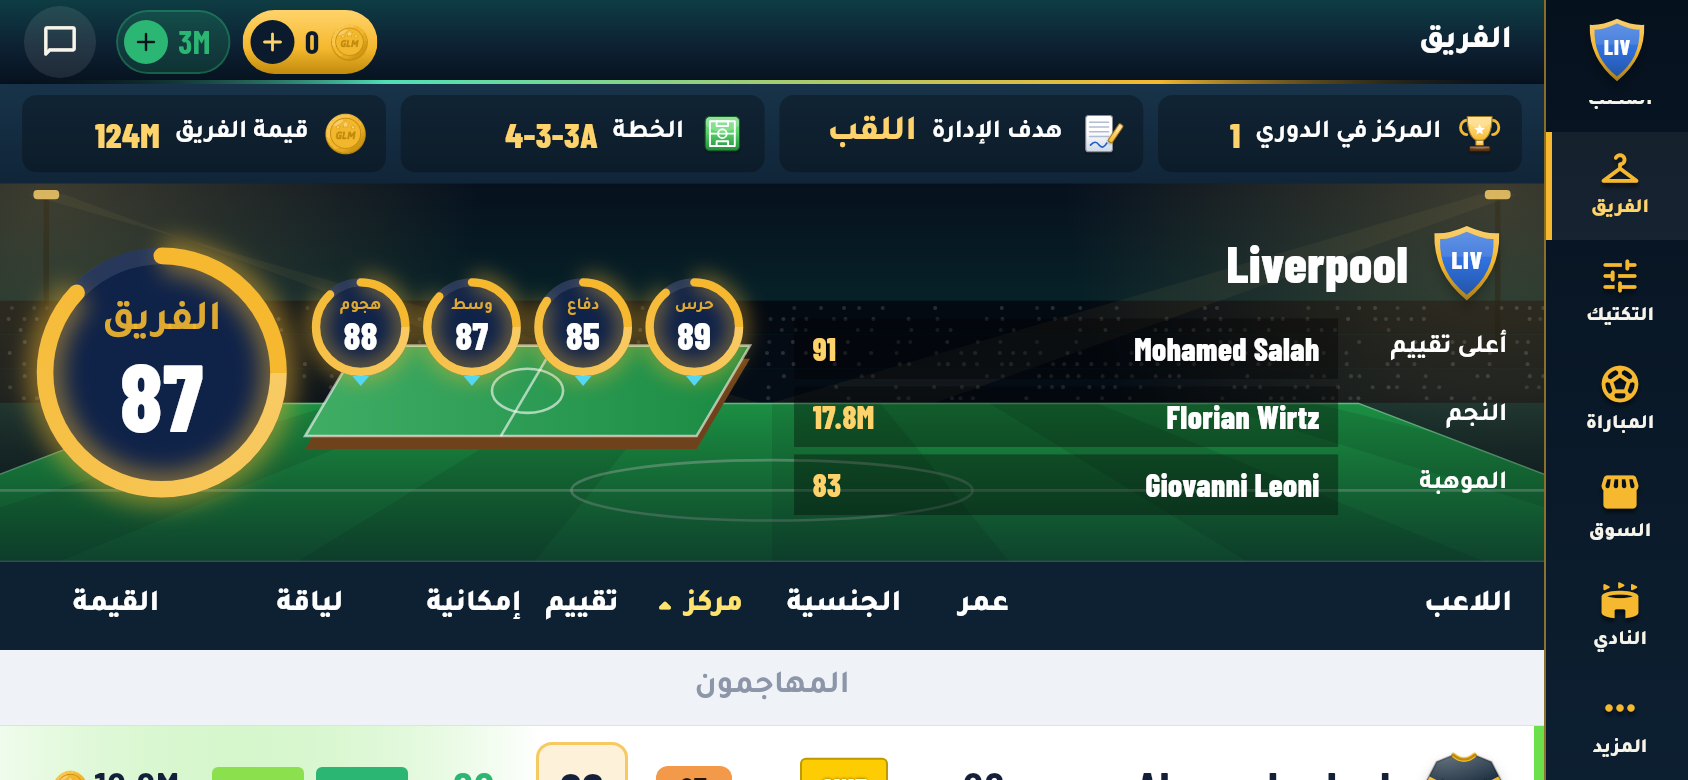 الفريق
GLM 0 +
3M +
LIV
المركز في الدوري 1
هدف الإدارة اللقب
الخطة 4-3-3A
GLM قيمة الفريق 124M
الفريق
التكتيك
المباراة
السوق
النادي
المزيد
LIV Liverpool
أعلى تقييم Mohamed Salah 91
النجم Florian Wirtz 17.8M
الموهبة Giovanni Leoni 83
حرس 89
دفاع 85
وسط 87
هجوم 88
الفريق
87
اللاعب عمر الجنسية مركز تقييم إمكانية لياقة القيمة
المهاجمون